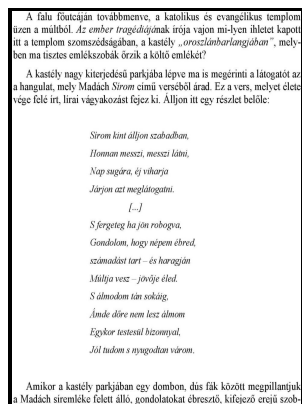 A falu főutcáján továbbmenve, a katolikus és evangélikus templom
üzen a múltból. Az ember tragédiájának írója vajon milyen ihletet kapott
itt a templom szomszédságában, a kastély „oroszlánbarlangjában”, mely-
ben ma tisztes emlékszobák őrzik a költő emlékét?
A kastély nagy kiterjedésű parkjába lépve ma is megérinti a látogatót az
a hangulat, mely Madách Sirom című verséből árad. Ez a vers, melyet élete
vége felé írt, lírai vágyakozást fejez ki. Álljon itt egy részlet belőle:
Sirom kint álljon szabadban,
Honnan messzi, messzi látni,
Nap sugára, éj viharja
Járjon azt meglátogatni.
[...]
S fergeteg ha jön robogva,
Gondolom, hogy népem ébred,
számadást tart – és haragján
Múltja vesz – jövője éled.
S álmodom tán sokáig,
Ámde dőre nem lesz álmom
Egykor testesül bizonnyal,
Jól tudom s nyugodtan várom.
Amikor a kastély parkjában egy dombon, dús fák között megpillantjuk
a Madách síremléke felett álló, gondolatokat ébresztő, kifejező erejű szob-